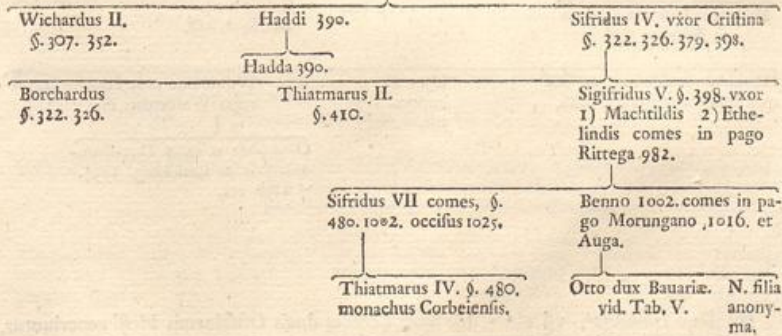 Wichardus II.
§. 307. 352.
Haddi 390.
Sifridus IV. vxor Criſtina
§. 322. 326. 379. 398.
Hadda 390.
Borchardus
§. 322. 326.
Thiatmarus II.
§. 410.
Sigifridus V. §. 398. vxor
1) Machtildis 2) Ethe-
lindis comes in pago
Rittega 982.
Sifridus VII comes, §.
480. 1002. occiſus 1025.
Benno 1002. comes in pa-
go Morungano , 1016. et
Auga.
Thiatmarus IV. §. 480.
monachus Corbeienſis.
Otto dux Bauariæ.
vid. Tab. V.
N. filia
anony-
ma.